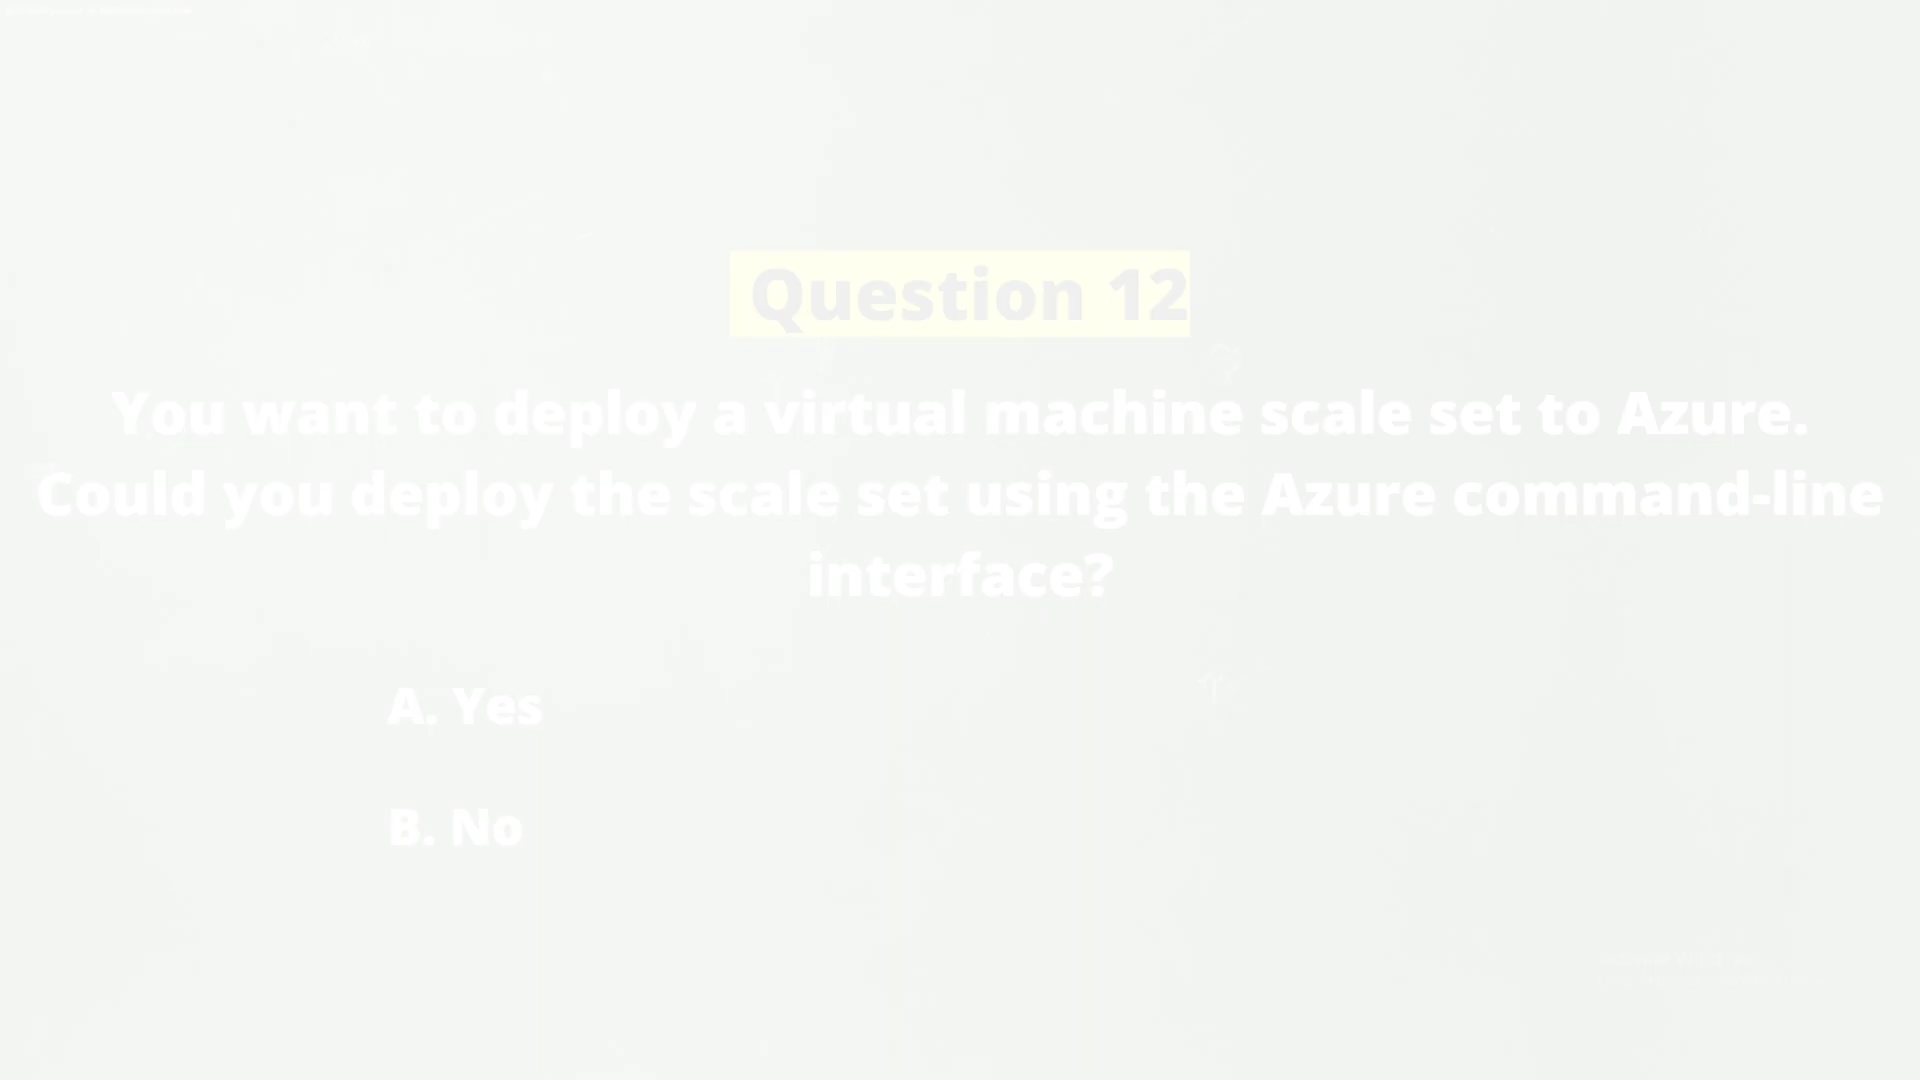 Question 12
You want to deploy a virtual machine scale set to Azure.
Could you deploy the scale set using the Azure command-line
interface?
A. Yes
B. No